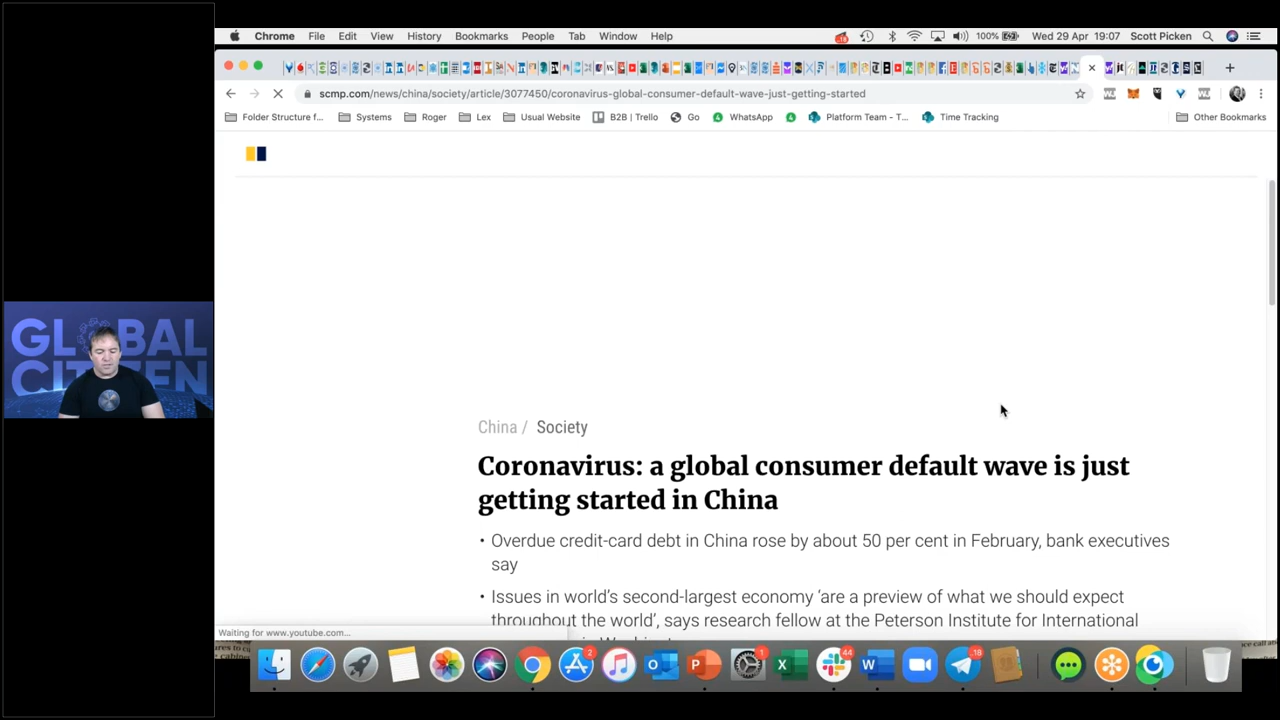 Chrome File Edit View History Bookmarks People Tab Window Help 100% Wed 29 Apr 19:07 Scott Picken
scmp.com/news/china/society/article/3077450/coronavirus-global-consumer-default-wave-just-getting-started
Folder Structure f... Systems Roger Lex Usual Website B2B | Trello Go WhatsApp Platform Team - T... Time Tracking Other Bookmarks
GLOBAL
CITIZEN
China / Society
Coronavirus: a global consumer default wave is just
getting started in China
• Overdue credit-card debt in China rose by about 50 per cent in February, bank executives
say
• Issues in world's second-largest economy 'are a preview of what we should expect
throughout the world', says research fellow at the Peterson Institute for International
Waiting for www.youtube.com...
2 1 44 18